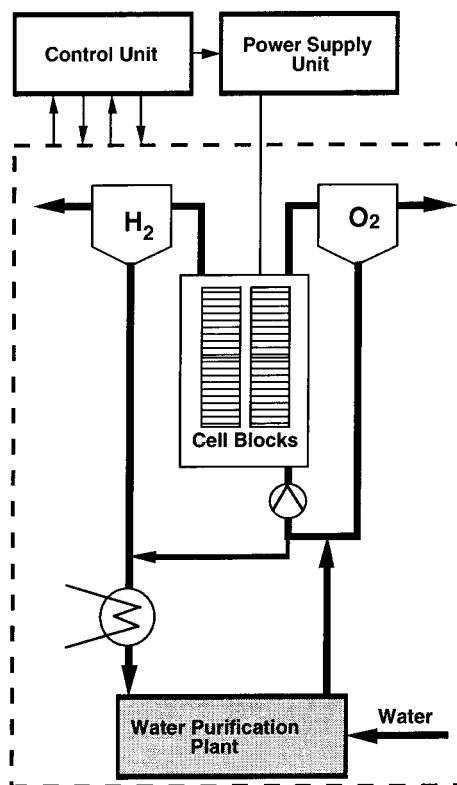 Control Unit
Power Supply
Unit
H2
O2
Cell Blocks
Water Purification
Plant
Water